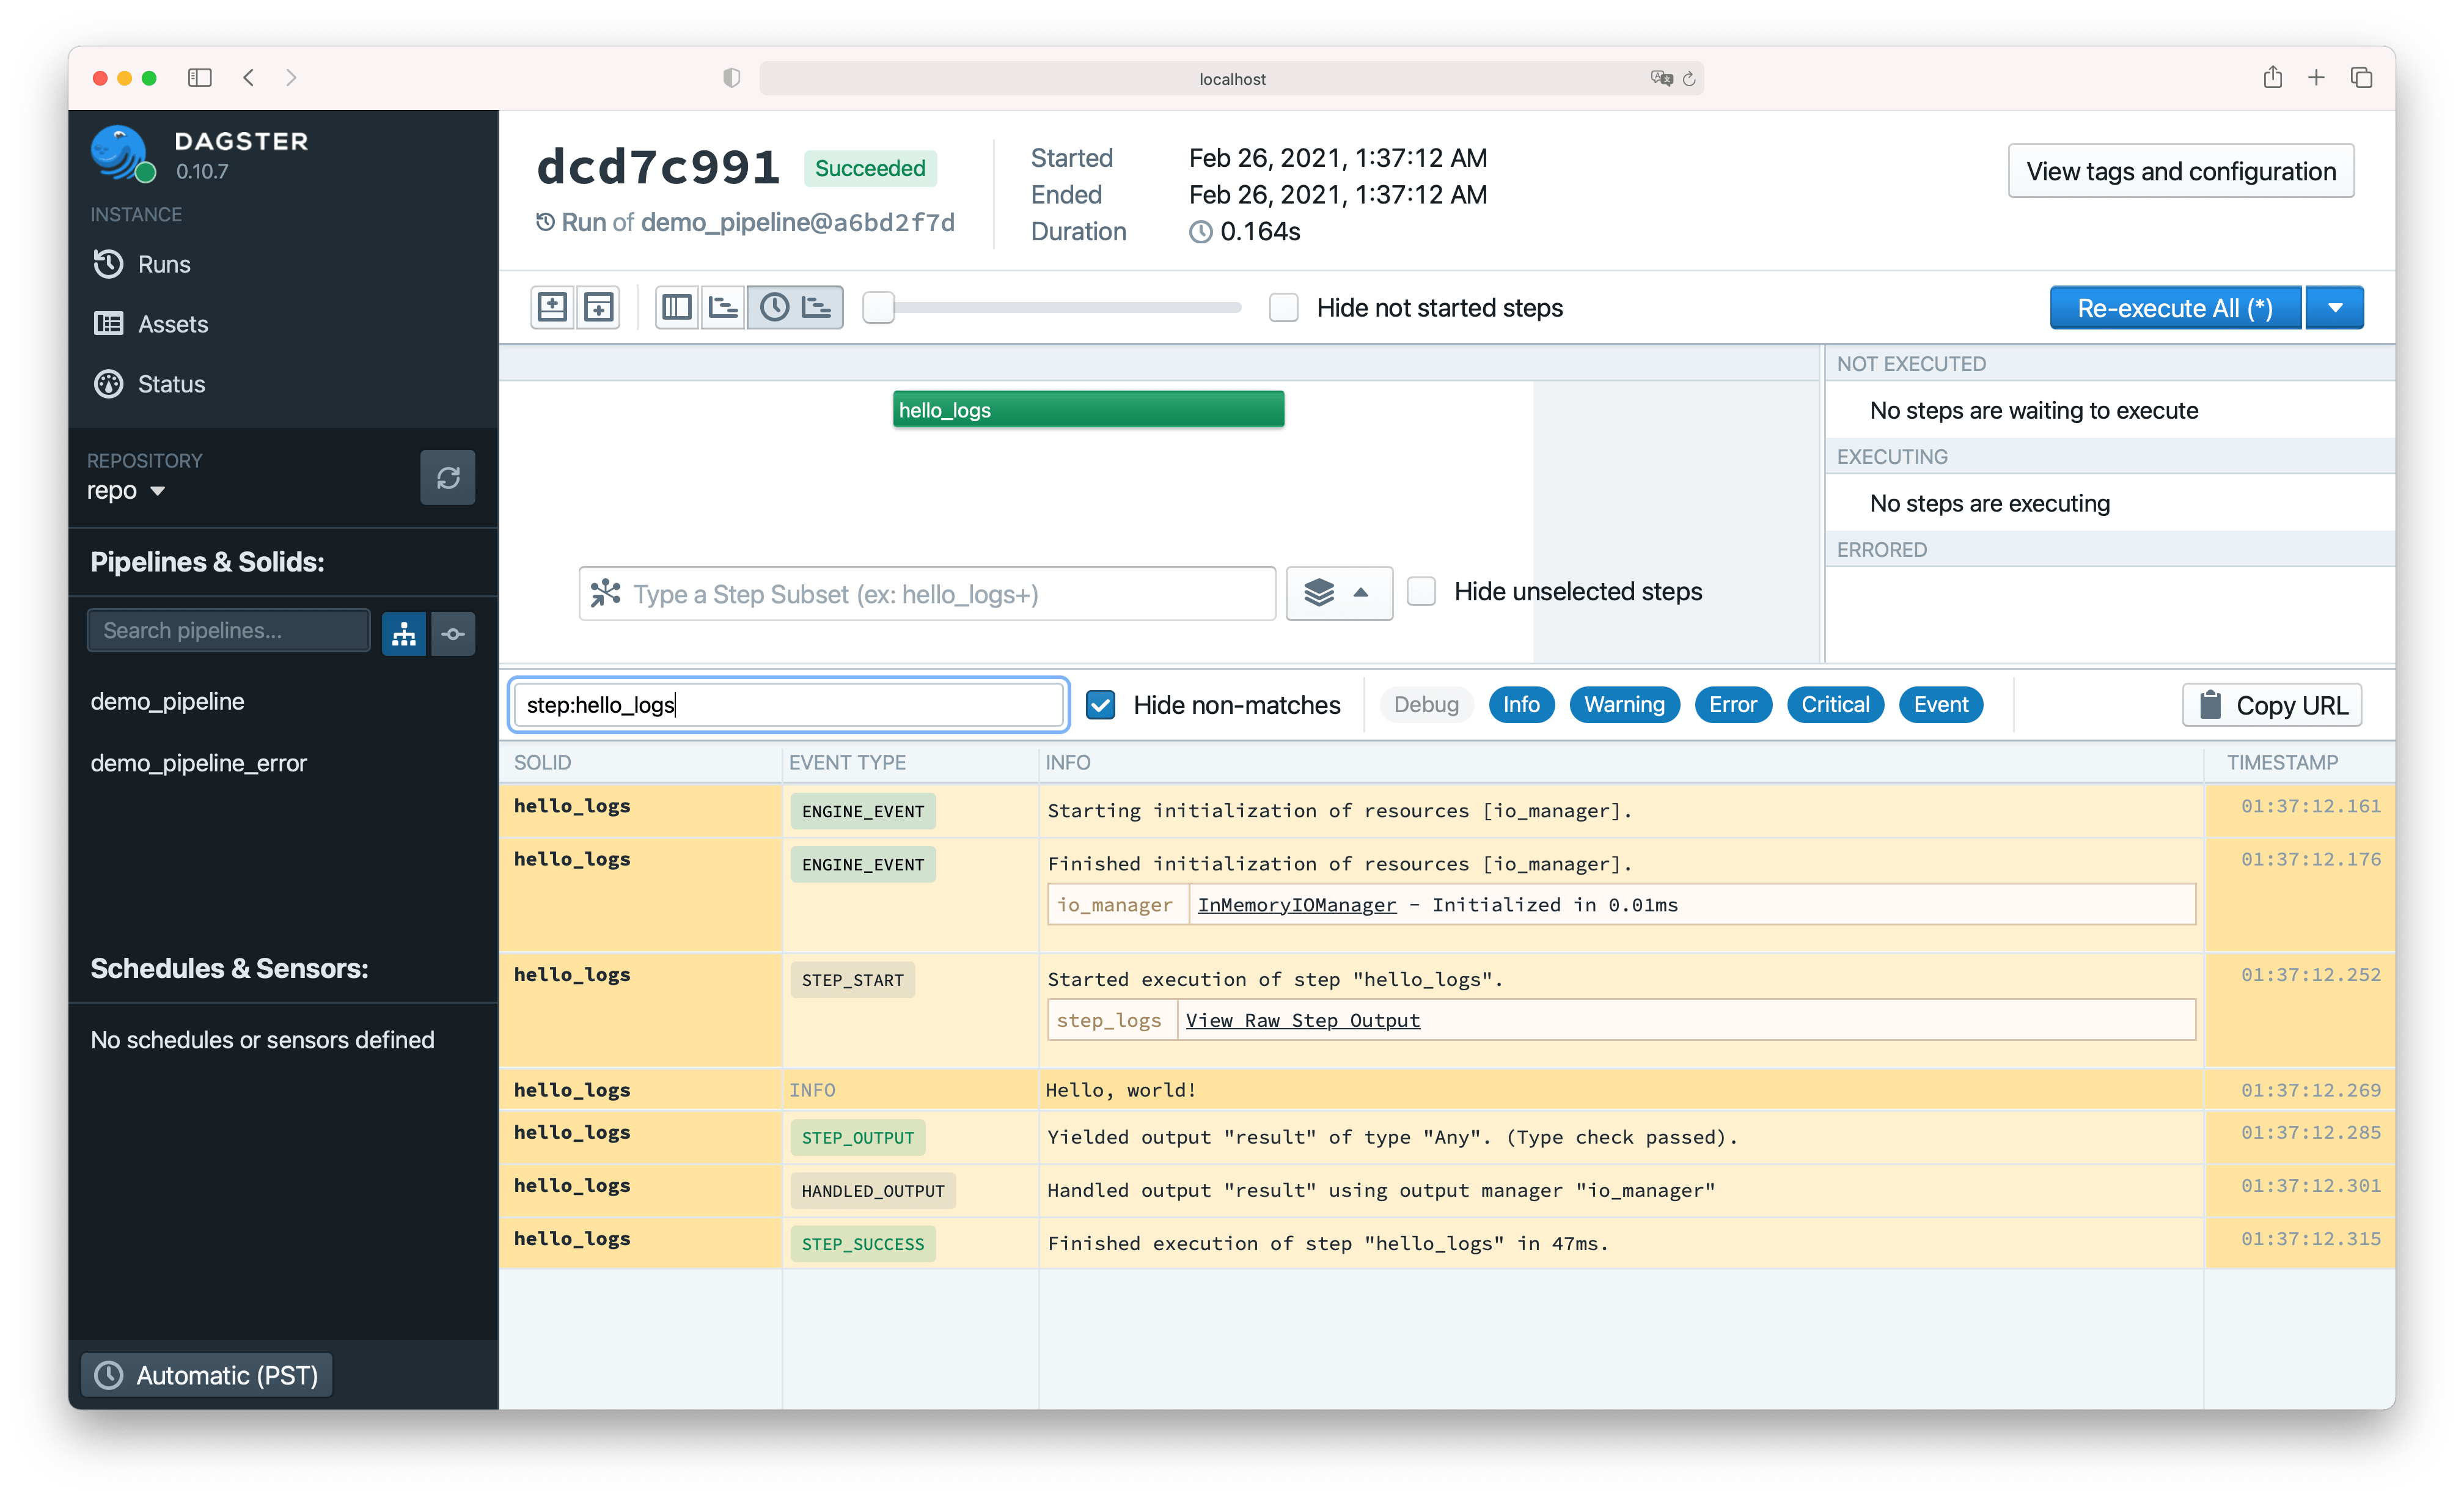 localhost
DAGSTER
0.10.7
INSTANCE
Runs
Assets
Status
REPOSITORY
repo
Pipelines & Solids:
Search pipelines...
demo_pipeline
demo_pipeline_error
Schedules & Sensors:
No schedules or sensors defined
Automatic (PST)
dcd7c991 Succeeded
Run of demo_pipeline@a6bd2f7d
Started Feb 26, 2021, 1:37:12 AM
Ended Feb 26, 2021, 1:37:12 AM
Duration 0.164s
View tags and configuration
Hide not started steps
Re-execute All (*)
hello_logs
Type a Step Subset (ex: hello_logs+)
Hide unselected steps
NOT EXECUTED
No steps are waiting to execute
EXECUTING
No steps are executing
ERRORED
step:hello_logs
Hide non-matches
Debug Info Warning Error Critical Event
Copy URL
SOLID EVENT TYPE INFO TIMESTAMP
hello_logs ENGINE_EVENT Starting initialization of resources [io_manager]. 01:37:12.161
hello_logs ENGINE_EVENT Finished initialization of resources [io_manager]. 01:37:12.176
io_manager InMemoryIOManager - Initialized in 0.01ms
hello_logs STEP_START Started execution of step "hello_logs". 01:37:12.252
step_logs View Raw Step Output
hello_logs INFO Hello, world! 01:37:12.269
hello_logs STEP_OUTPUT Yielded output "result" of type "Any". (Type check passed). 01:37:12.285
hello_logs HANDLED_OUTPUT Handled output "result" using output manager "io_manager" 01:37:12.301
hello_logs STEP_SUCCESS Finished execution of step "hello_logs" in 47ms. 01:37:12.315